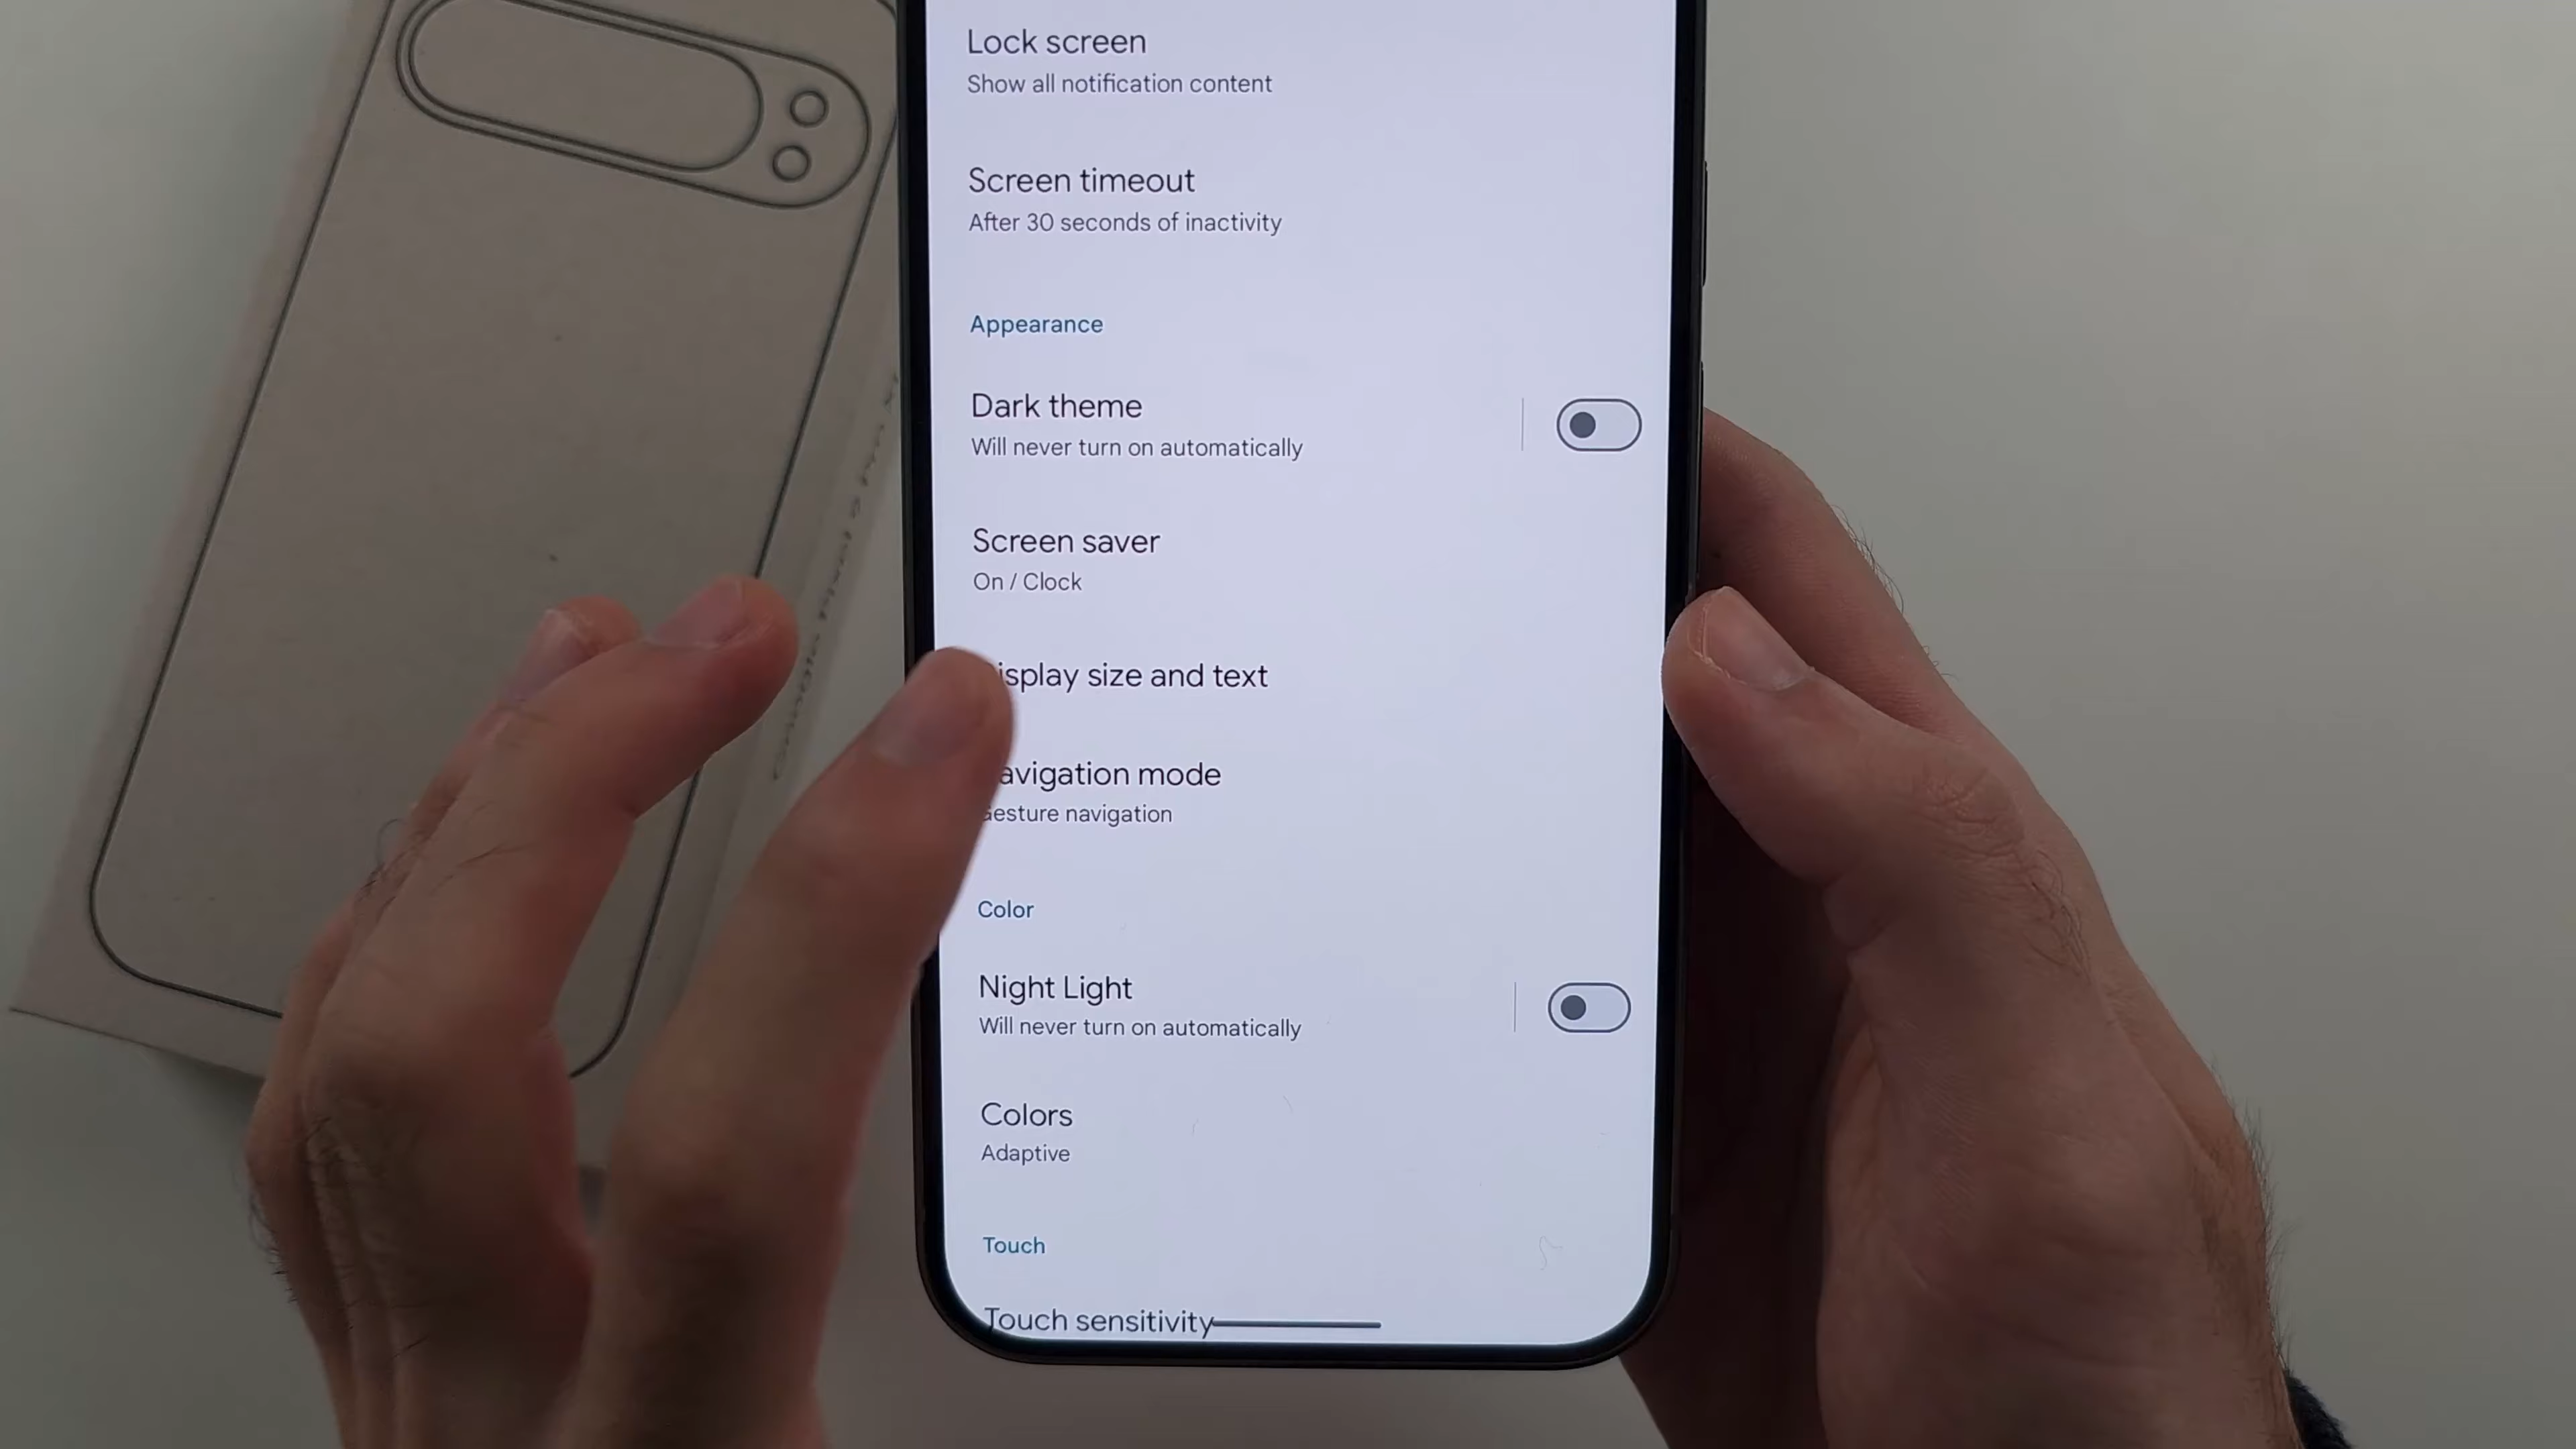 Lock screen
Show all notification content
Screen timeout
After 30 seconds of inactivity
Appearance
Dark theme
Will never turn on automatically
Screen saver
On / Clock
isplay size and text
avigation mode
esture navigation
Color
Night Light
Will never turn on automatically
Colors
Adaptive
Touch
Touch sensitivity